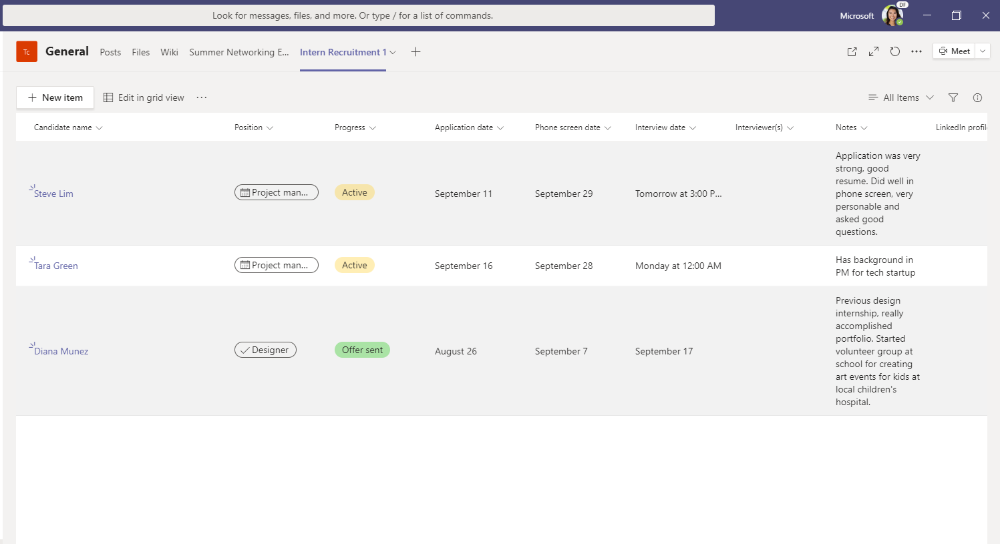 Look for messages, files, and more. Or type / for a list of commands.
Microsoft
DF
Tc
General
Posts
Files
Wiki
Summer Networking E...
Intern Recruitment 1
Meet
New item
Edit in grid view
All Items
Candidate name
Position
Progress
Application date
Phone screen date
Interview date
Interviewer(s)
Notes
LinkedIn profil
Steve Lim
Project man...
Active
September 11
September 29
Tomorrow at 3:00 P...
Application was very
strong, good
resume. Did well in
phone screen, very
personable and
asked good
questions.
Tara Green
Project man...
Active
September 16
September 28
Monday at 12:00 AM
Has background in
PM for tech startup
Diana Munez
Designer
Offer sent
August 26
September 7
September 17
Previous design
internship, really
accomplished
portfolio. Started
volunteer group at
school for creating
art events for kids at
local children's
hospital.